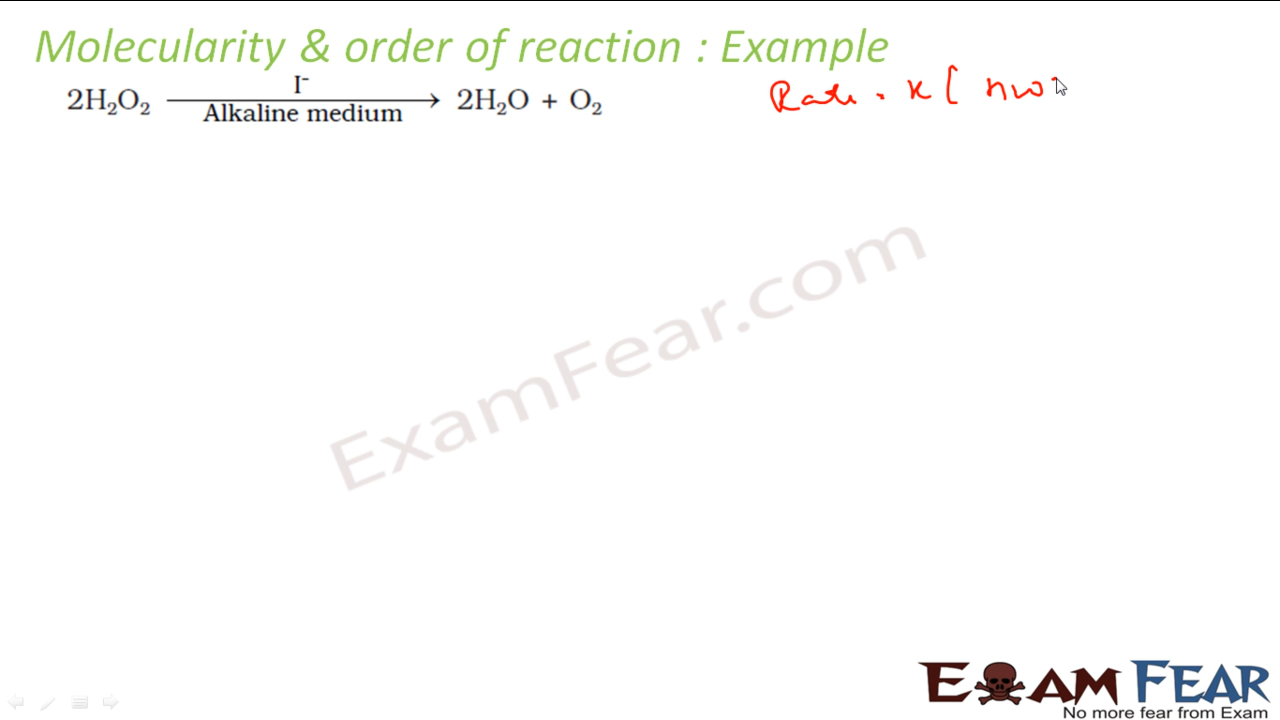 Molecularity & order of reaction : Example
I⁻
2H₂O₂ ⟶ 2H₂O + O₂
Alkaline medium
Rate = k [
ExamFear.com
EXAM FEAR
No more fear from Exam